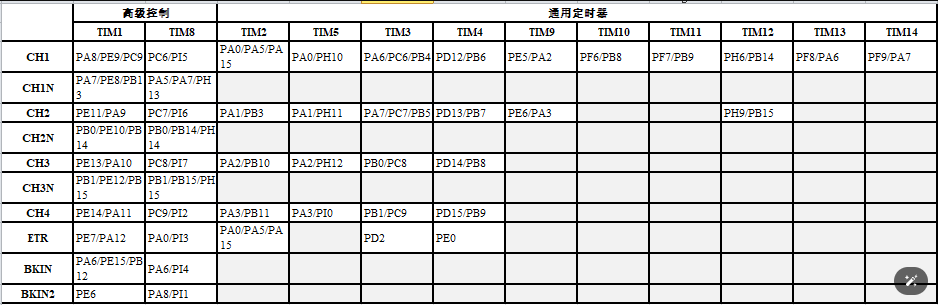 高级控制 通用定时器
TIM1 TIM8 TIM2 TIM5 TIM3 TIM4 TIM9 TIM10 TIM11 TIM12 TIM13 TIM14
CH1 PA8/PE9/PC9 PC6/PI5 PA0/PA5/PA15 PA0/PH10 PA6/PC6/PB4 PD12/PB6 PE5/PA2 PF6/PB8 PF7/PB9 PH6/PB14 PF8/PA6 PF9/PA7
CH1N PA7/PE8/PB13 PA5/PA7/PH13
CH2 PE11/PA9 PC7/PI6 PA1/PB3 PA1/PH11 PA7/PC7/PB5 PD13/PB7 PE6/PA3 PH9/PB15
CH2N PB0/PE10/PB14 PB0/PB14/PH14
CH3 PE13/PA10 PC8/PI7 PA2/PB10 PA2/PH12 PB0/PC8 PD14/PB8
CH3N PB1/PE12/PB15 PB1/PB15/PH15
CH4 PE14/PA11 PC9/PI2 PA3/PB11 PA3/PI0 PB1/PC9 PD15/PB9
ETR PE7/PA12 PA0/PI3 PA0/PA5/PA15 PD2 PE0
BKIN PA6/PE15/PB12 PA6/PI4
BKIN2 PE6 PA8/PI1